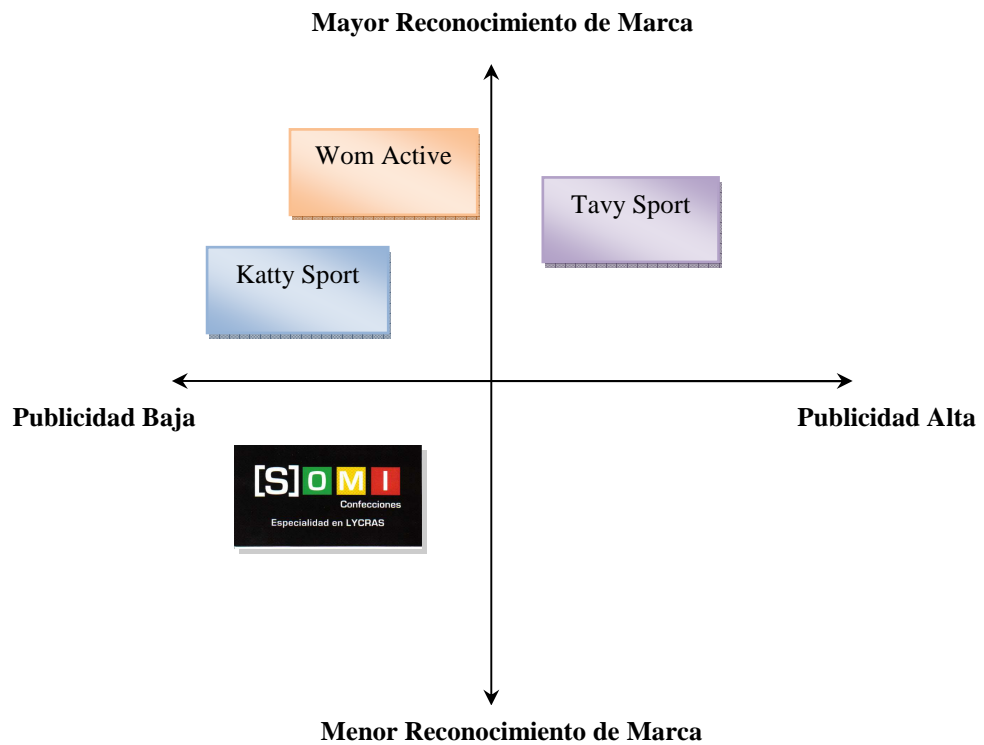 Mayor Reconocimiento de Marca
Wom Active
Tavy Sport
Katty Sport
Publicidad Baja
Publicidad Alta
[S]OMI
Confecciones
Especialidad en LYCRAS
Menor Reconocimiento de Marca